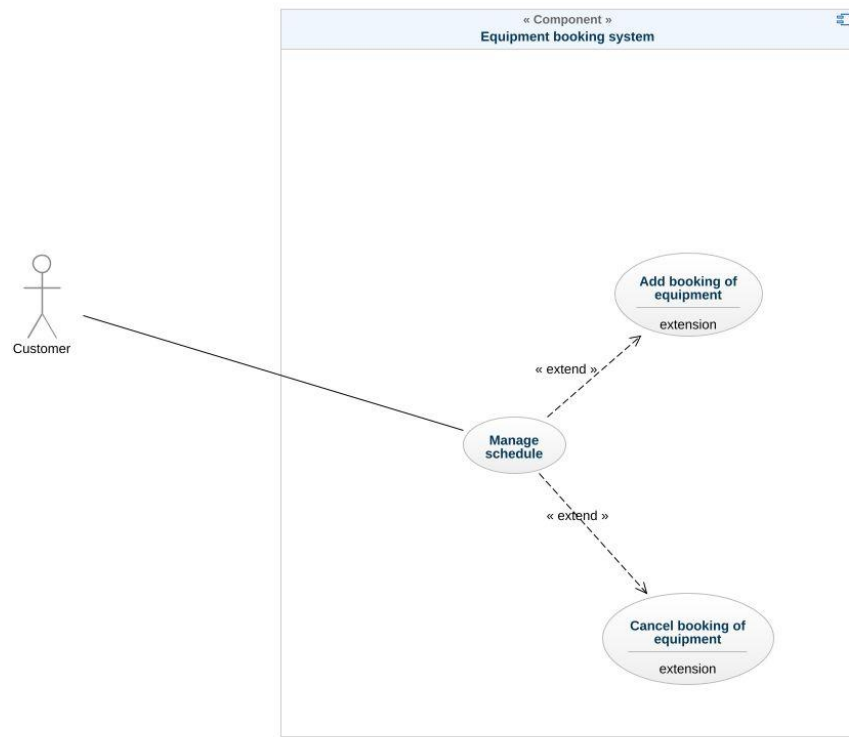 « Component »
Equipment booking system
Add booking of
equipment
extension
Customer
« extend »
Manage
schedule
« extend »
Cancel booking of
equipment
extension